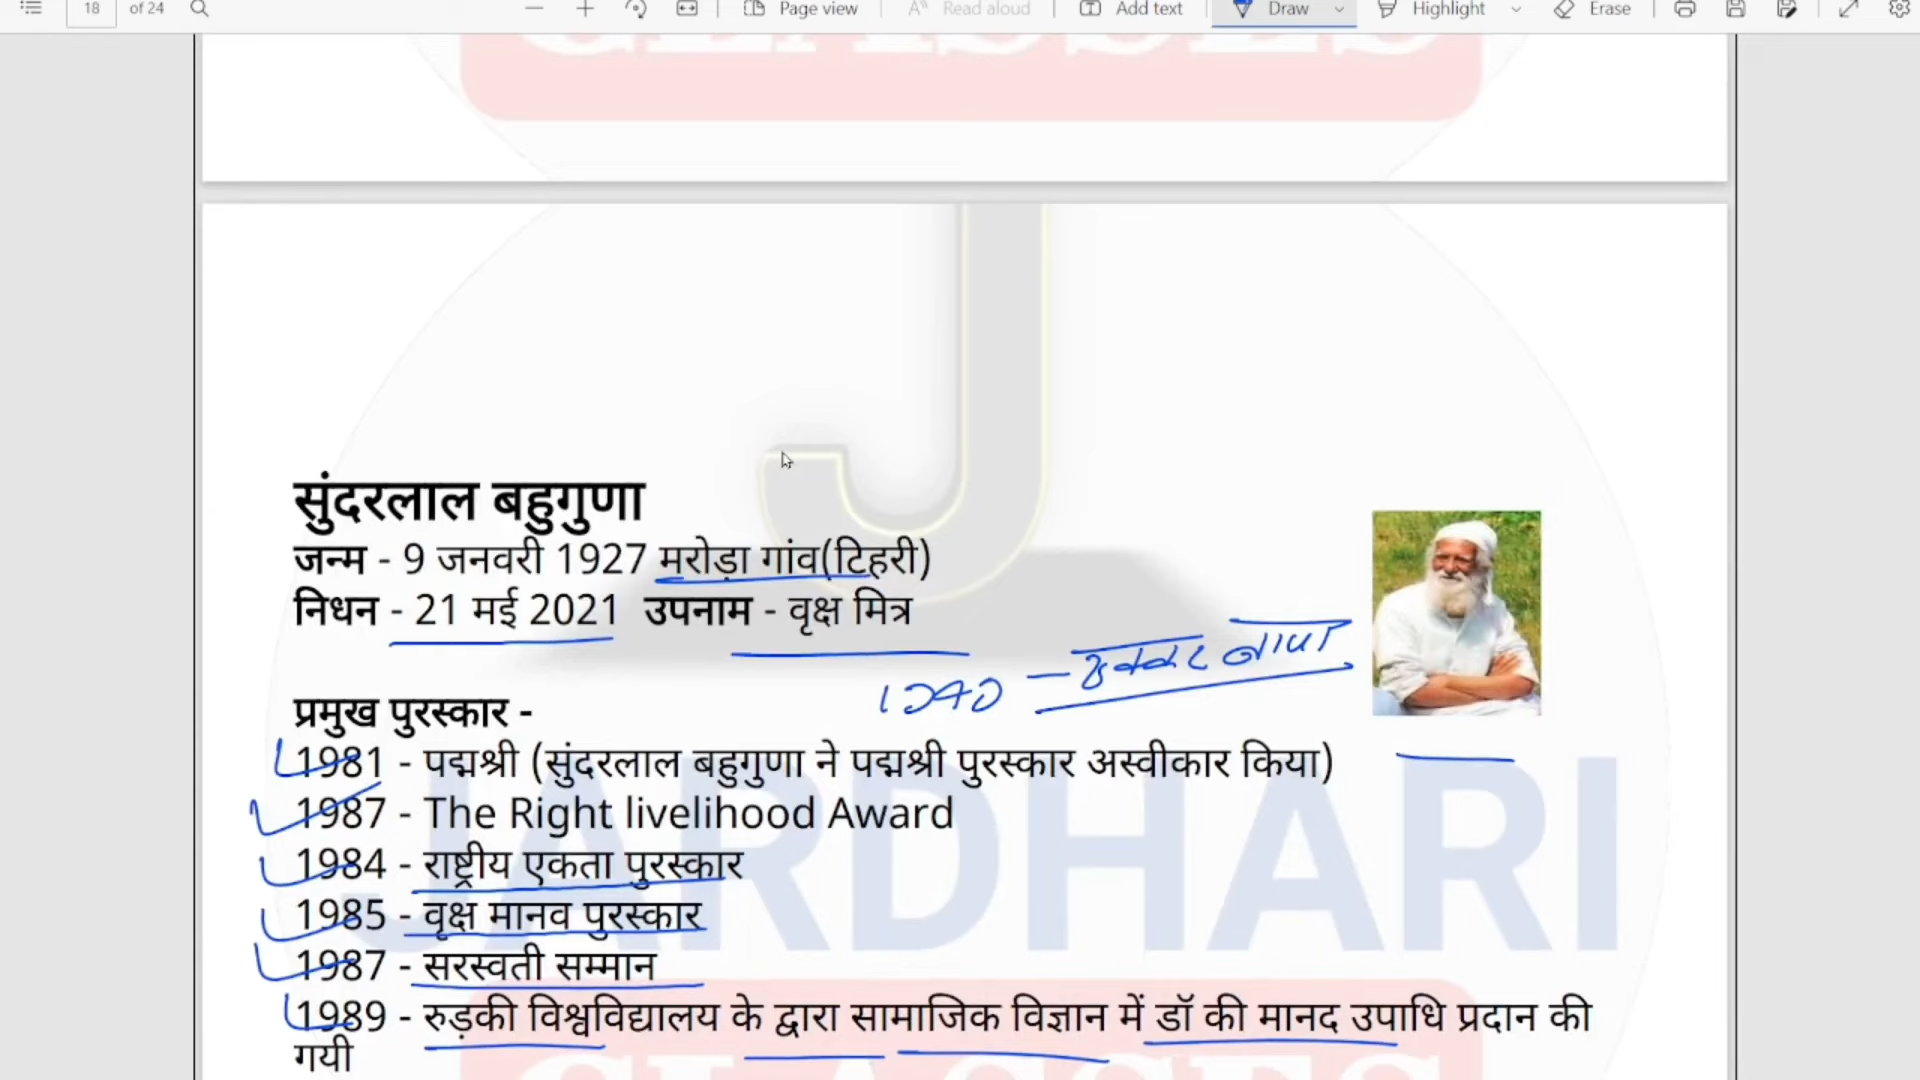 18 of 24 Page view Read aloud Add text Draw Highlight Erase
CLASSES
सुंदरलाल बहुगुणा
जन्म - 9 जनवरी 1927 मरोड़ा गांव(टिहरी)
निधन - 21 मई 2021 उपनाम - वृक्ष मित्र
प्रमुख पुरस्कार -
1981 - पद्मश्री (सुंदरलाल बहुगुणा ने पद्मश्री पुरस्कार अस्वीकार किया)
1987 - The Right livelihood Award
1984 - राष्ट्रीय एकता पुरस्कार
1985 - वृक्ष मानव पुरस्कार
1987 - सरस्वती सम्मान
1989 - रुड़की विश्वविद्यालय के द्वारा सामाजिक विज्ञान में डॉ की मानद उपाधि प्रदान की
गयी
JARDHARI